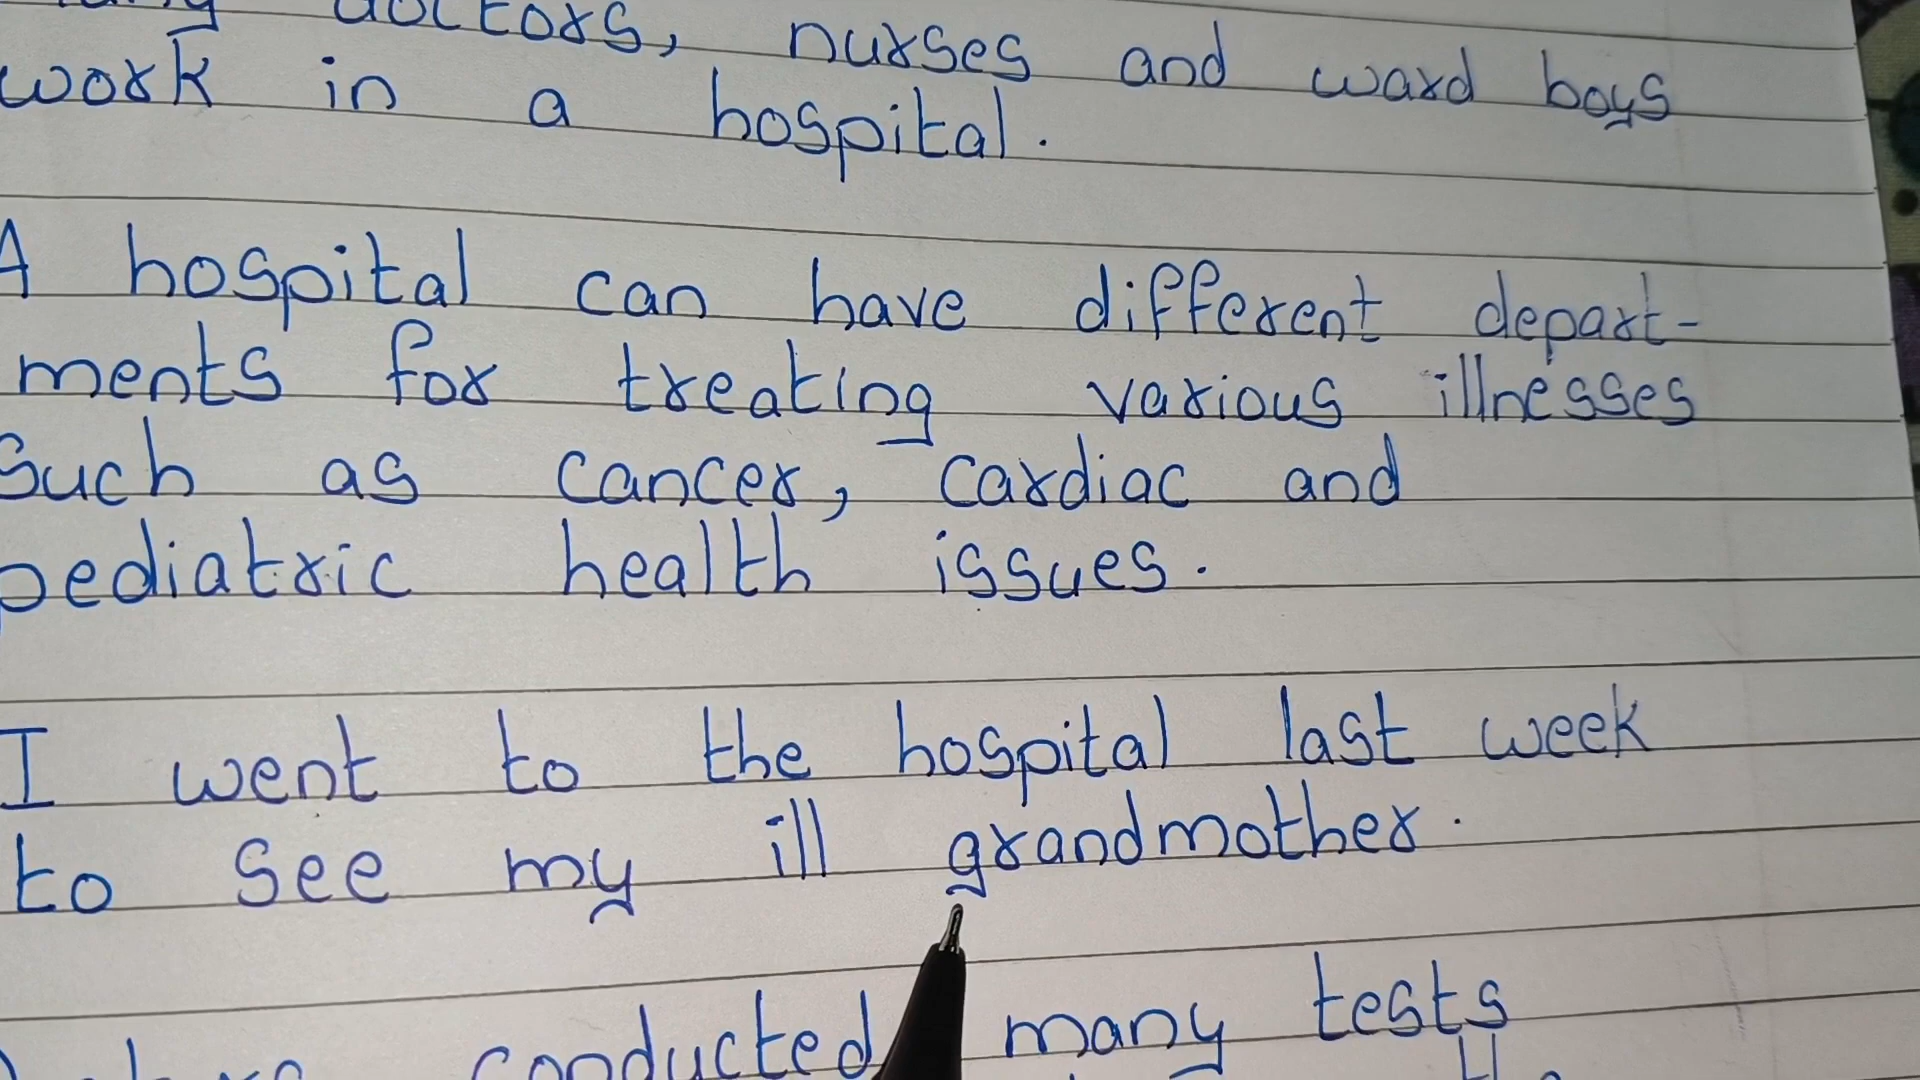 doctors, nurses and ward boys
work in a hospital.
A hospital can have different depart-
ments for treating various illnesses
Such as cancer, cardiac and
pediatric health issues.
I went to the hospital last week
to see my ill grandmother.
conducted many tests